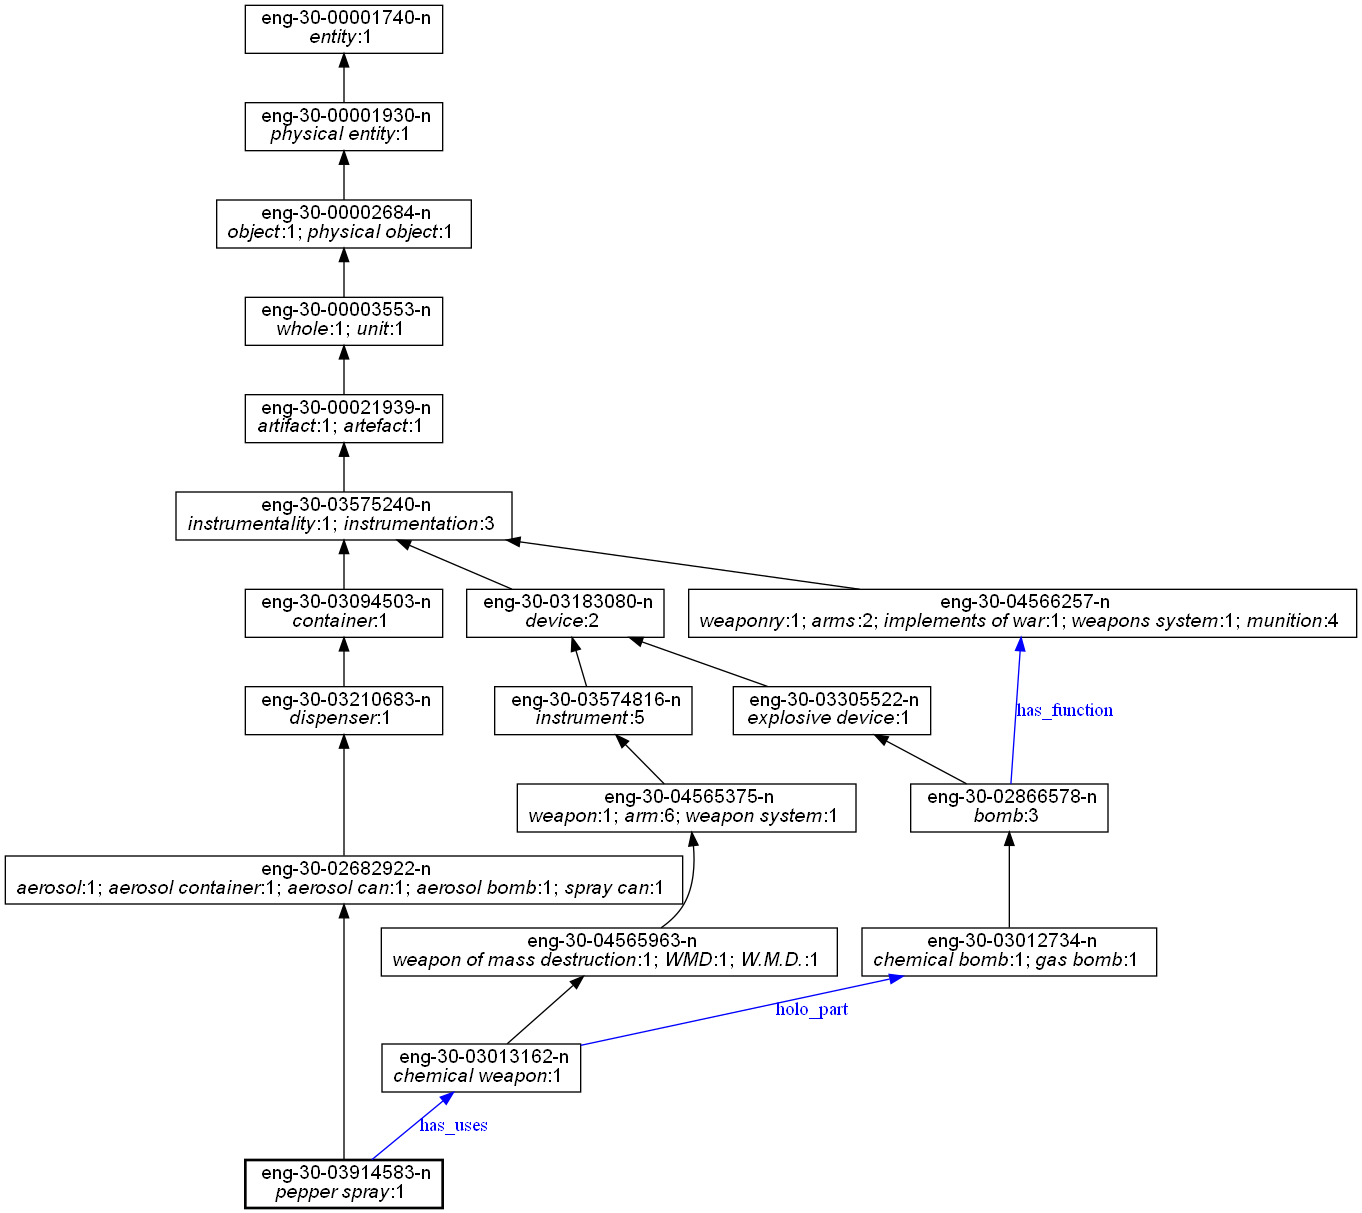 eng-30-00001740-n
entity:1
eng-30-00001930-n
physical entity:1
eng-30-00002684-n
object:1; physical object:1
eng-30-00003553-n
whole:1; unit:1
eng-30-00021939-n
artifact:1; artefact:1
eng-30-03575240-n
instrumentality:1; instrumentation:3
eng-30-03094503-n
container:1
eng-30-03183080-n
device:2
eng-30-04566257-n
weaponry:1; arms:2; implements of war:1; weapons system:1; munition:4
eng-30-03210683-n
dispenser:1
eng-30-03574816-n
instrument:5
eng-30-03305522-n
explosive device:1
has_function
eng-30-04565375-n
weapon:1; arm:6; weapon system:1
eng-30-02866578-n
bomb:3
eng-30-02682922-n
aerosol:1; aerosol container:1; aerosol can:1; aerosol bomb:1; spray can:1
eng-30-04565963-n
weapon of mass destruction:1; WMD:1; W.M.D.:1
eng-30-03012734-n
chemical bomb:1; gas bomb:1
holo_part
eng-30-03013162-n
chemical weapon:1
has_uses
eng-30-03914583-n
pepper spray:1